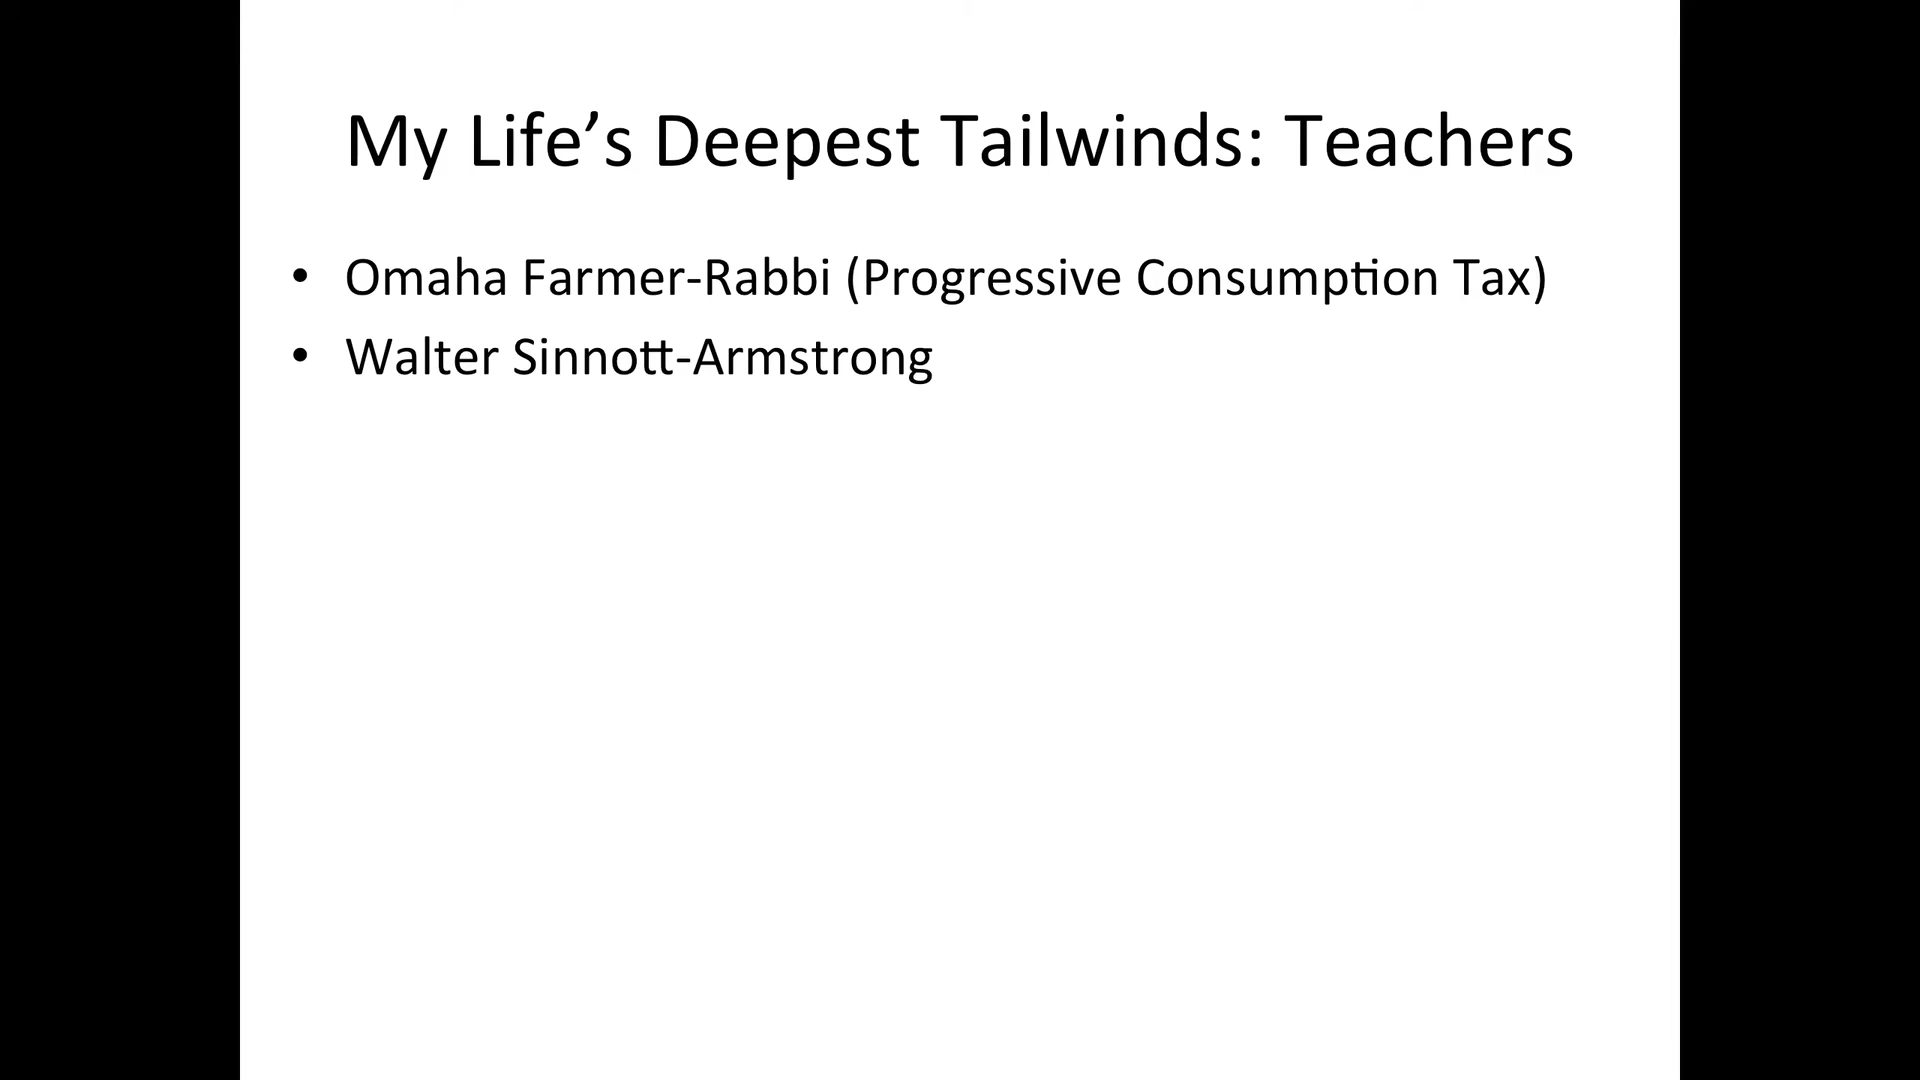 My Life’s Deepest Tailwinds: Teachers
• Omaha Farmer-Rabbi (Progressive Consumption Tax)
• Walter Sinnott-Armstrong